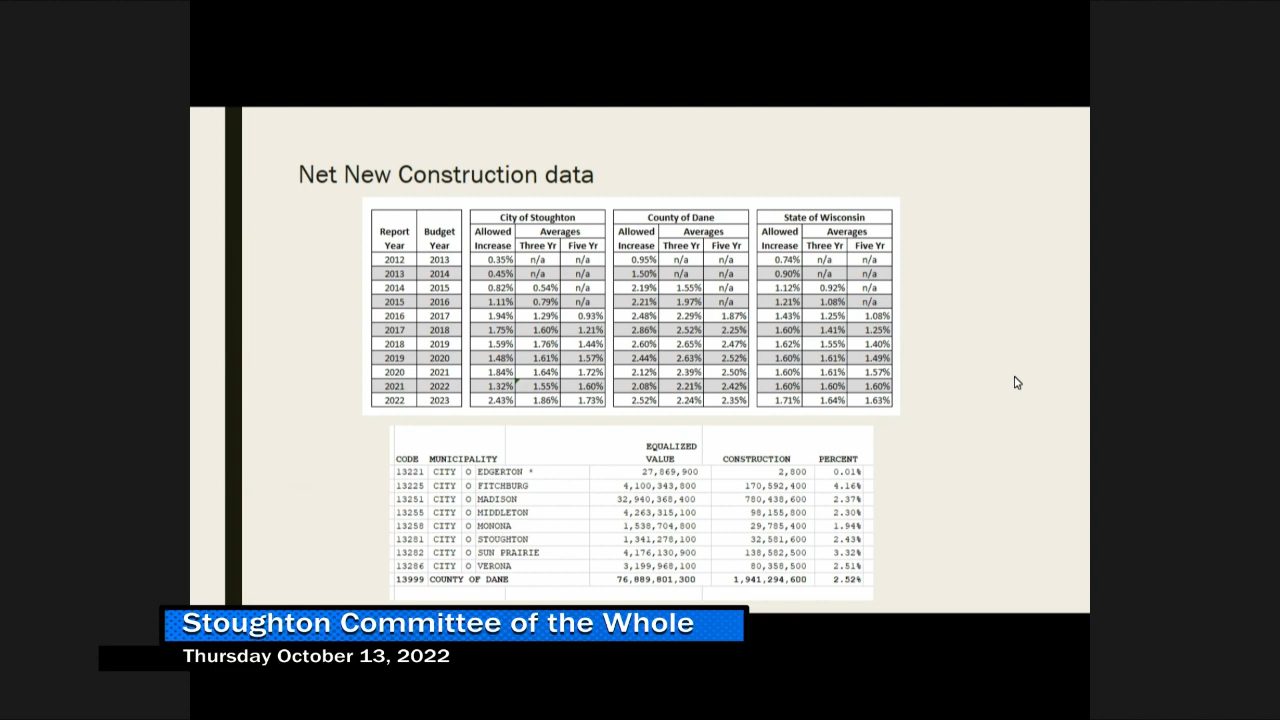 Net New Construction data
City of Stoughton County of Dane State of Wisconsin
Report Budget Allowed Averages Allowed Averages Allowed Averages
Year Year Increase Three Yr Five Yr Increase Three Yr Five Yr Increase Three Yr Five Yr
2012 2013 0.35% n/a n/a 0.95% n/a n/a 0.74% n/a n/a
2013 2014 0.45% n/a n/a 1.50% n/a n/a 0.90% n/a n/a
2014 2015 0.82% 0.54% n/a 2.19% 1.55% n/a 1.12% 0.92% n/a
2015 2016 1.11% 0.79% n/a 2.21% 1.97% n/a 1.21% 1.08% n/a
2016 2017 1.94% 1.29% 0.93% 2.48% 2.29% 1.87% 1.43% 1.25% 1.08%
2017 2018 1.75% 1.60% 1.21% 2.86% 2.52% 2.25% 1.60% 1.41% 1.25%
2018 2019 1.59% 1.76% 1.44% 2.60% 2.65% 2.47% 1.62% 1.55% 1.40%
2019 2020 1.48% 1.61% 1.57% 2.44% 2.63% 2.52% 1.60% 1.61% 1.49%
2020 2021 1.84% 1.64% 1.72% 2.12% 2.39% 2.50% 1.60% 1.61% 1.57%
2021 2022 1.32% 1.55% 1.60% 2.08% 2.21% 2.42% 1.60% 1.60% 1.60%
2022 2023 2.43% 1.86% 1.73% 2.52% 2.24% 2.35% 1.71% 1.64% 1.63%
EQUALIZED
CODE MUNICIPALITY VALUE CONSTRUCTION PERCENT
13221 CITY O EDGERTON * 27,869,900 2,800 0.01%
13225 CITY O FITCHBURG 4,100,343,800 170,592,400 4.16%
13251 CITY O MADISON 32,940,368,400 780,438,600 2.37%
13255 CITY O MIDDLETON 4,263,315,100 98,155,800 2.30%
13258 CITY O MONONA 1,538,704,800 29,785,400 1.94%
13281 CITY O STOUGHTON 1,341,278,100 32,581,600 2.43%
13282 CITY O SUN PRAIRIE 4,176,130,900 138,582,500 3.32%
13286 CITY O VERONA 3,199,968,100 80,358,500 2.51%
13999 COUNTY OF DANE 76,889,801,300 1,941,294,600 2.52%
Stoughton Committee of the Whole
Thursday October 13, 2022